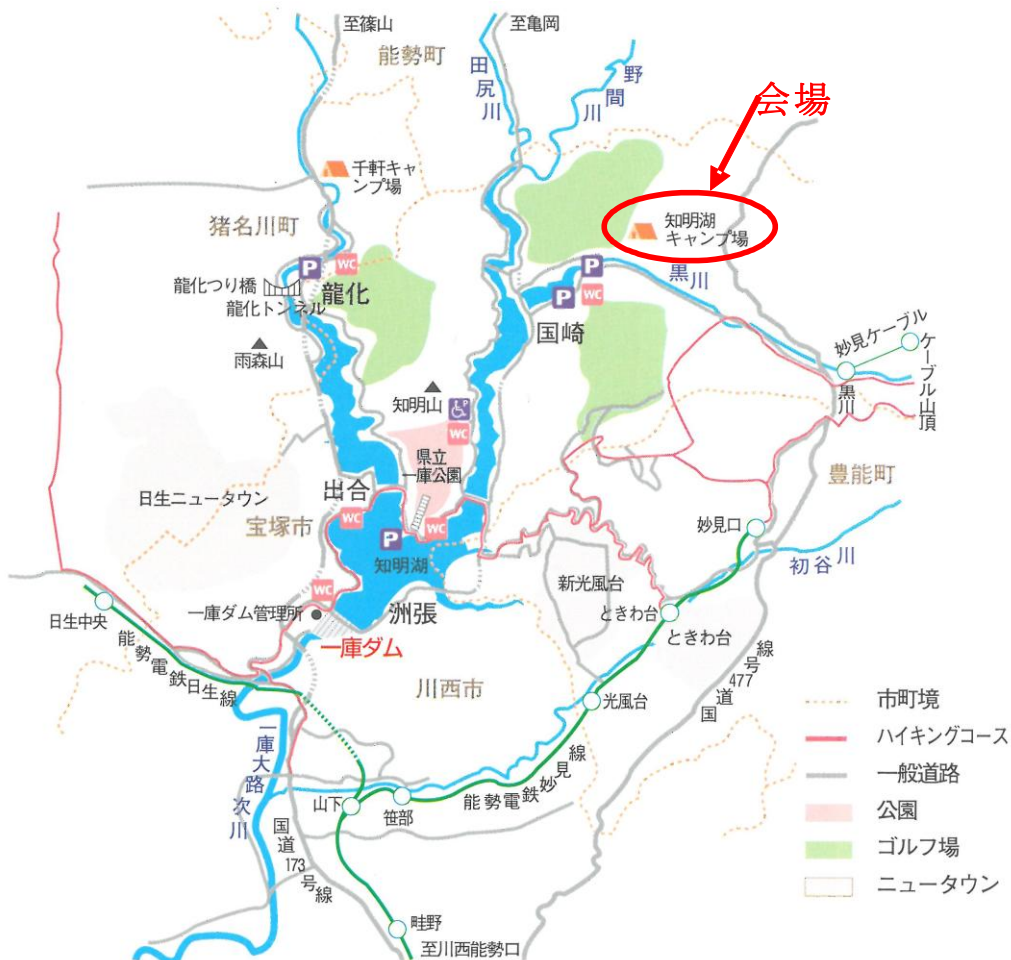 至篠山
至亀岡
能勢町
田尻川
野間川
会場
千軒キャ
ンプ場
猪名川町
知明湖
キャンプ場
P
WC
龍化つり橋
龍化
龍化トンネル
黒川
P
P
WC
国崎
雨森山
妙見ケーブル
ケーブル山頂
黒川
知明山
P
WC
県立
一庫公園
豊能町
出合
日生ニュータウン
宝塚市
WC
WC
P
知明湖
妙見口
初谷川
新光風台
WC
一庫ダム管理所
洲張
ときわ台
ときわ台
日生中央
一庫ダム
能勢電鉄日生線
川西市
国道477号線
光風台
市町境
ハイキングコース
一般道路
公園
ゴルフ場
ニュータウン
一庫大路次川
能勢電鉄妙見線
山下
笹部
国道173号線
畦野
至川西能勢口